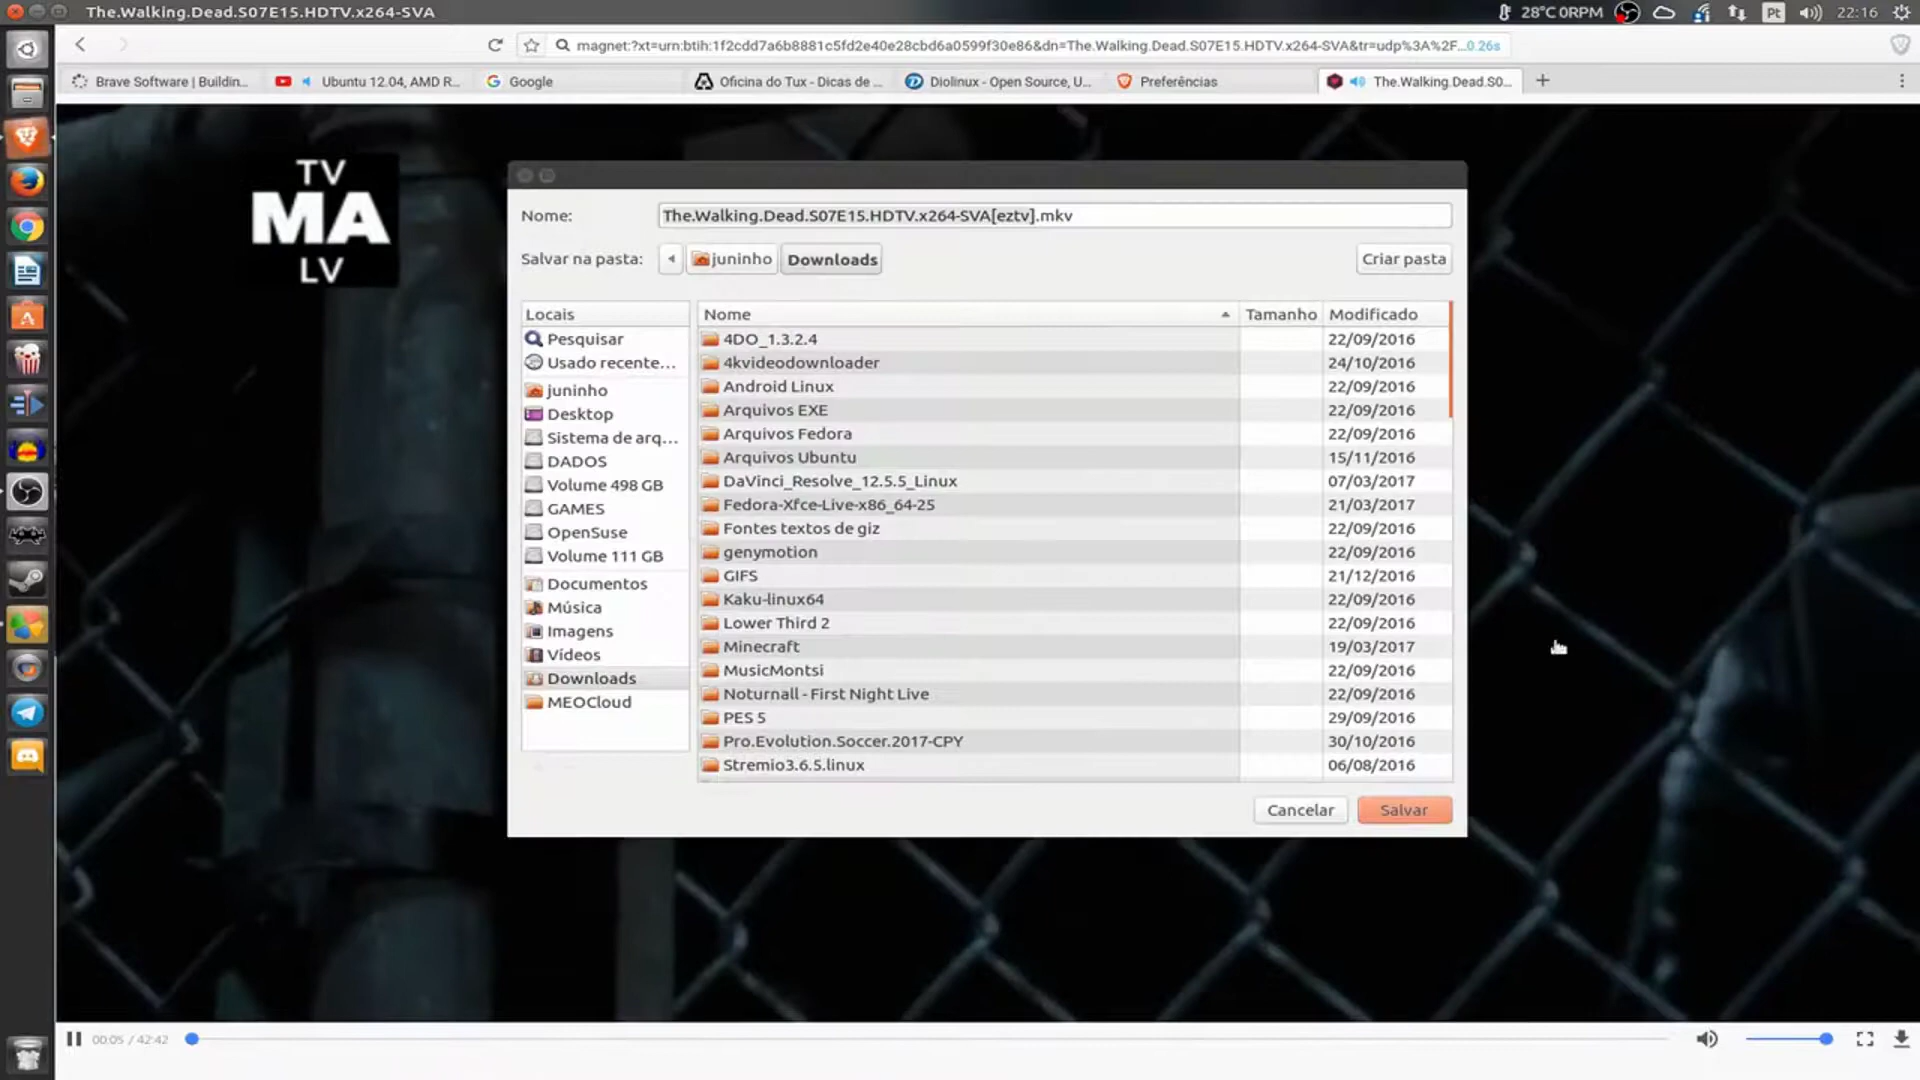 The.Walking.Dead.S07E15.HDTV.x264-SVA
28°C 0RPM
Pt
22:16
magnet:?xt=urn:btih:1f2cdd7a6b8881c5fd2e40e28cbd6a0599f30e86&dn=The.Walking.Dead.S07E15.HDTV.x264-SVA&tr=udp%3A%2F...0.26s
Brave Software | Buildin...
Ubuntu 12.04, AMD R...
Google
Oficina do Tux - Dicas de ...
Diolinux - Open Source, U...
Preferências
The.Walking.Dead.S0...
TV
MA
LV
Nome:
The.Walking.Dead.S07E15.HDTV.x264-SVA[eztv].mkv
Salvar na pasta:
juninho
Downloads
Criar pasta
Locais
Pesquisar
Usado recente...
juninho
Desktop
Sistema de arq...
DADOS
Volume 498 GB
GAMES
OpenSuse
Volume 111 GB
Documentos
Música
Imagens
Vídeos
Downloads
MEOCloud
Nome Tamanho Modificado
4DO_1.3.2.4 22/09/2016
4kvideodownloader 24/10/2016
Android Linux 22/09/2016
Arquivos EXE 22/09/2016
Arquivos Fedora 22/09/2016
Arquivos Ubuntu 15/11/2016
DaVinci_Resolve_12.5.5_Linux 07/03/2017
Fedora-Xfce-Live-x86_64-25 21/03/2017
Fontes textos de giz 22/09/2016
genymotion 22/09/2016
GIFS 21/12/2016
Kaku-linux64 22/09/2016
Lower Third 2 22/09/2016
Minecraft 19/03/2017
MusicMontsi 22/09/2016
Noturnall - First Night Live 22/09/2016
PES 5 29/09/2016
Pro.Evolution.Soccer.2017-CPY 30/10/2016
Stremio3.6.5.linux 06/08/2016
Cancelar
Salvar
00:05 / 42:42